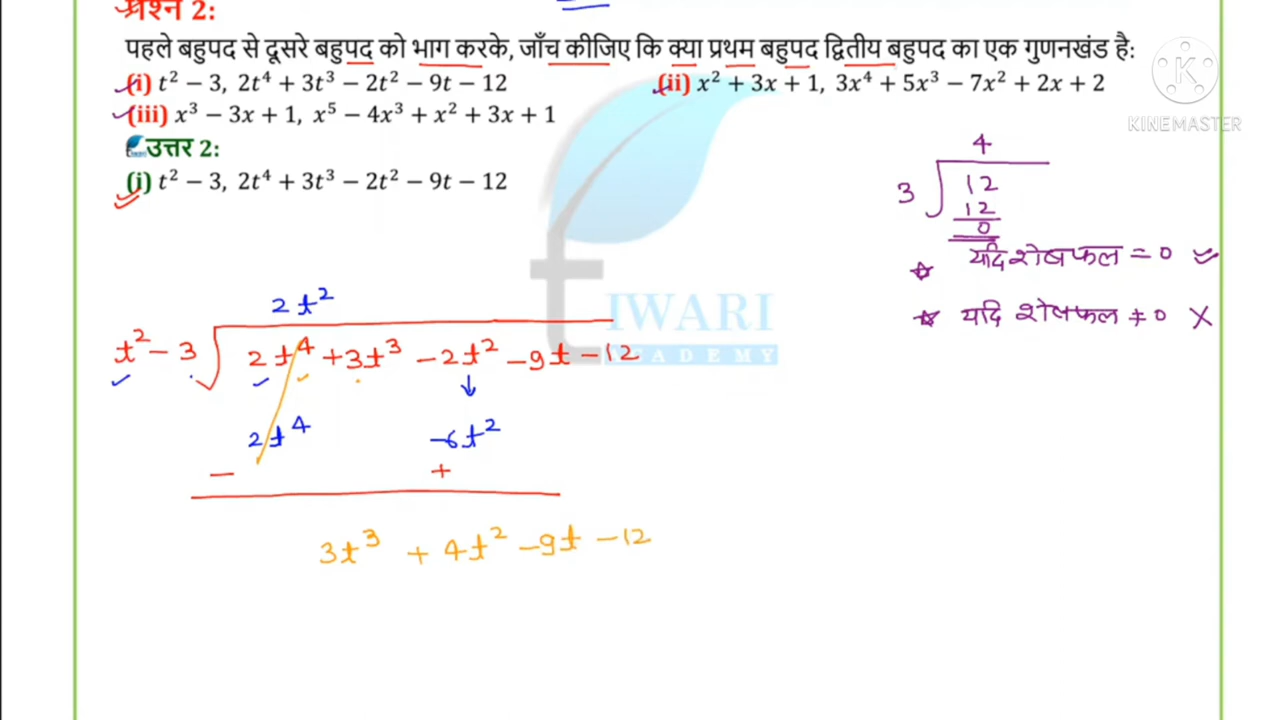 प्रश्न 2:
पहले बहुपद से दूसरे बहुपद को भाग करके, जाँच कीजिए कि क्या प्रथम बहुपद द्वितीय बहुपद का एक गुणनखंड है:
(i) t² − 3, 2t⁴ + 3t³ − 2t² − 9t − 12 (ii) x² + 3x + 1, 3x⁴ + 5x³ − 7x² + 2x + 2
(iii) x³ − 3x + 1, x⁵ − 4x³ + x² + 3x + 1
KINEMASTER
उत्तर 2:
(i) t² − 3, 2t⁴ + 3t³ − 2t² − 9t − 12
4
3 12
12
0
यदि शेषफल = 0
यदि शेषफल ≠ 0 X
2t²
t² − 3 2t⁴ + 3t³ − 2t² − 9t − 12
2t⁴ −6t²
− +
3t³ + 4t² − 9t − 12
TIWARI
ACADEMY